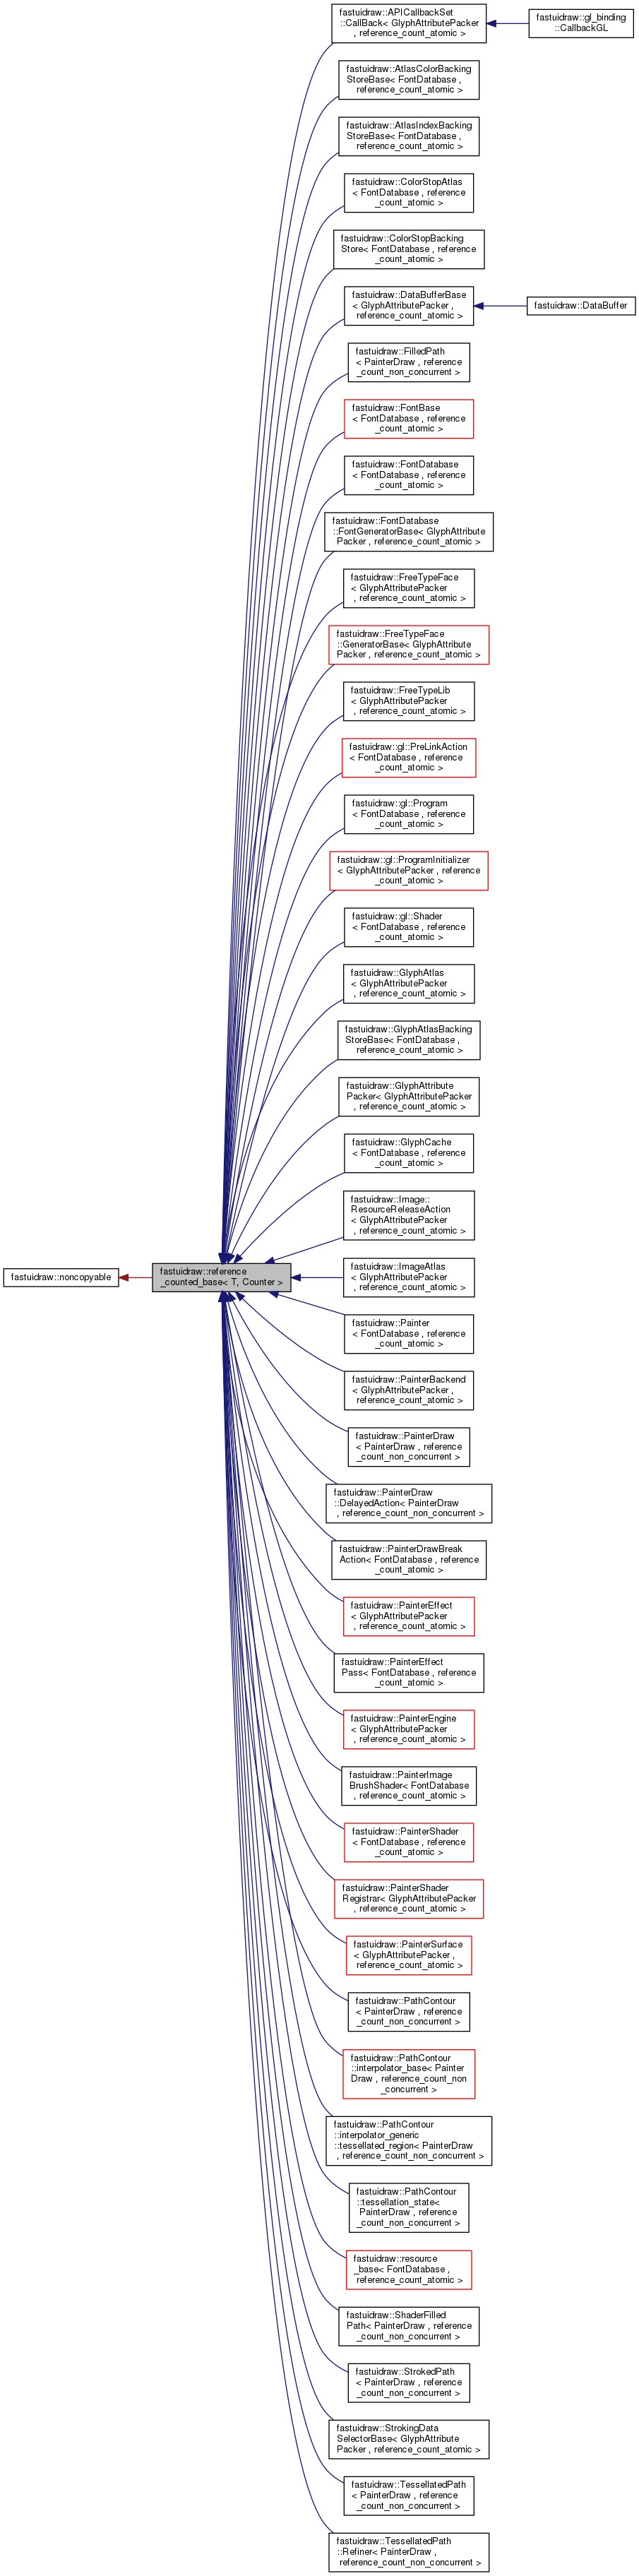 fastuidraw::APICallbackSet
::CallBack< GlyphAttributePacker
, reference_count_atomic >
fastuidraw::gl_binding
::CallbackGL
fastuidraw::AtlasColorBacking
StoreBase< FontDatabase ,
reference_count_atomic >
fastuidraw::AtlasIndexBacking
StoreBase< FontDatabase ,
reference_count_atomic >
fastuidraw::ColorStopAtlas
< FontDatabase , reference
_count_atomic >
fastuidraw::ColorStopBacking
Store< FontDatabase , reference
_count_atomic >
fastuidraw::DataBufferBase
< GlyphAttributePacker ,
reference_count_atomic >
fastuidraw::DataBuffer
fastuidraw::FilledPath
< PainterDraw , reference
_count_non_concurrent >
fastuidraw::FontBase
< FontDatabase , reference
_count_atomic >
fastuidraw::FontDatabase
< FontDatabase , reference
_count_atomic >
fastuidraw::FontDatabase
::FontGeneratorBase< GlyphAttribute
Packer , reference_count_atomic >
fastuidraw::FreeTypeFace
< GlyphAttributePacker
, reference_count_atomic >
fastuidraw::FreeTypeFace
::GeneratorBase< GlyphAttribute
Packer, reference_count_atomic >
fastuidraw::FreeTypeLib
< GlyphAttributePacker
, reference_count_atomic >
fastuidraw::gl::PreLinkAction
< FontDatabase , reference
_count_atomic >
fastuidraw::gl::Program
< FontDatabase , reference
_count_atomic >
fastuidraw::gl::ProgramInitializer
< GlyphAttributePacker , reference
_count_atomic >
fastuidraw::gl::Shader
< FontDatabase , reference
_count_atomic >
fastuidraw::GlyphAtlas
< GlyphAttributePacker
, reference_count_atomic >
fastuidraw::GlyphAtlasBacking
StoreBase< FontDatabase ,
reference_count_atomic >
fastuidraw::GlyphAttribute
Packer< GlyphAttributePacker
, reference_count_atomic >
fastuidraw::GlyphCache
< FontDatabase , reference
_count_atomic >
fastuidraw::Image::
ResourceReleaseAction
< GlyphAttributePacker
, reference_count_atomic >
fastuidraw::noncopyable
fastuidraw::reference
_counted_base< T, Counter >
fastuidraw::ImageAtlas
< GlyphAttributePacker
, reference_count_atomic >
fastuidraw::Painter
< FontDatabase , reference
_count_atomic >
fastuidraw::PainterBackend
< GlyphAttributePacker ,
reference_count_atomic >
fastuidraw::PainterDraw
< PainterDraw , reference
_count_non_concurrent >
fastuidraw::PainterDraw
::DelayedAction< PainterDraw
, reference_count_non_concurrent >
fastuidraw::PainterDrawBreak
Action< FontDatabase , reference
_count_atomic >
fastuidraw::PainterEffect
< GlyphAttributePacker
, reference_count_atomic >
fastuidraw::PainterEffect
Pass< FontDatabase , reference
_count_atomic >
fastuidraw::PainterEngine
< GlyphAttributePacker
, reference_count_atomic >
fastuidraw::PainterImage
BrushShader< FontDatabase
, reference_count_atomic >
fastuidraw::PainterShader
< FontDatabase , reference
_count_atomic >
fastuidraw::PainterShader
Registrar< GlyphAttributePacker
, reference_count_atomic >
fastuidraw::PainterSurface
< GlyphAttributePacker ,
reference_count_atomic >
fastuidraw::PathContour
< PainterDraw , reference
_count_non_concurrent >
fastuidraw::PathContour
::interpolator_base< Painter
Draw , reference_count_non
_concurrent >
fastuidraw::PathContour
::interpolator_generic
::tessellated_region< PainterDraw
, reference_count_non_concurrent >
fastuidraw::PathContour
::tessellation_state<
PainterDraw , reference
_count_non_concurrent >
fastuidraw::resource
_base< FontDatabase ,
reference_count_atomic >
fastuidraw::ShaderFilled
Path< PainterDraw , reference
_count_non_concurrent >
fastuidraw::StrokedPath
< PainterDraw , reference
_count_non_concurrent >
fastuidraw::StrokingData
SelectorBase< GlyphAttribute
Packer, reference_count_atomic >
fastuidraw::TessellatedPath
< PainterDraw , reference
_count_non_concurrent >
fastuidraw::TessellatedPath
::Refiner< PainterDraw ,
reference_count_non_concurrent >